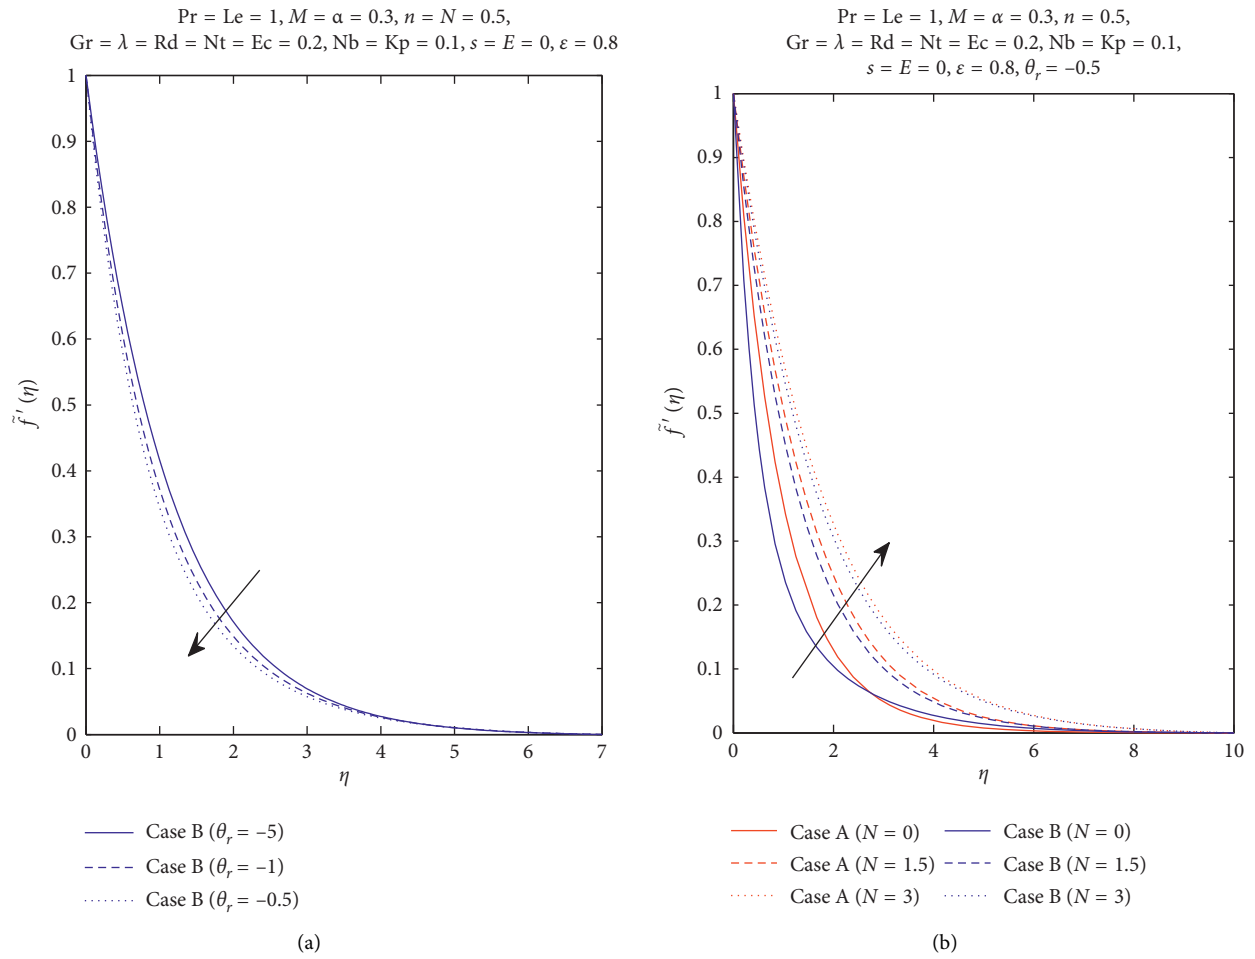 Pr = Le = 1, M = α = 0.3, n = N = 0.5,
Gr = λ = Rd = Nt = Ec = 0.2, Nb = Kp = 0.1, s = E = 0, ε = 0.8
1
0.9
0.8
0.7
0.6
0.5
0.4
0.3
0.2
0.1
0
f̃ ′ (η)
0 1 2 3 4 5 6 7
η
Case B (θr = –5)
Case B (θr = –1)
Case B (θr = –0.5)
(a)
Pr = Le = 1, M = α = 0.3, n = 0.5,
Gr = λ = Rd = Nt = Ec = 0.2, Nb = Kp = 0.1,
s = E = 0, ε = 0.8, θr = –0.5
1
0.9
0.8
0.7
0.6
0.5
0.4
0.3
0.2
0.1
0
f̃ ′ (η)
0 2 4 6 8 10
η
Case A (N = 0) Case B (N = 0)
Case A (N = 1.5) Case B (N = 1.5)
Case A (N = 3) Case B (N = 3)
(b)